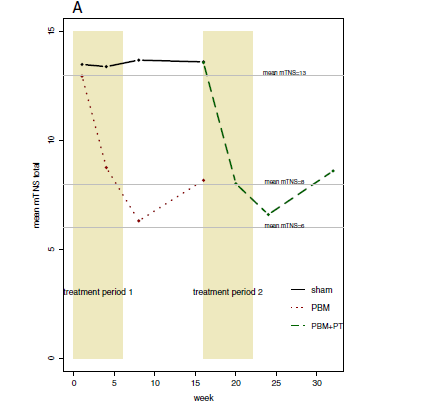 A
mean mTNS total
15
10
5
0
mean mTNS=13
mean mTNS=8
mean mTNS=6
treatment period 1
treatment period 2
sham
PBM
PBM+PT
0 5 10 15 20 25 30
week